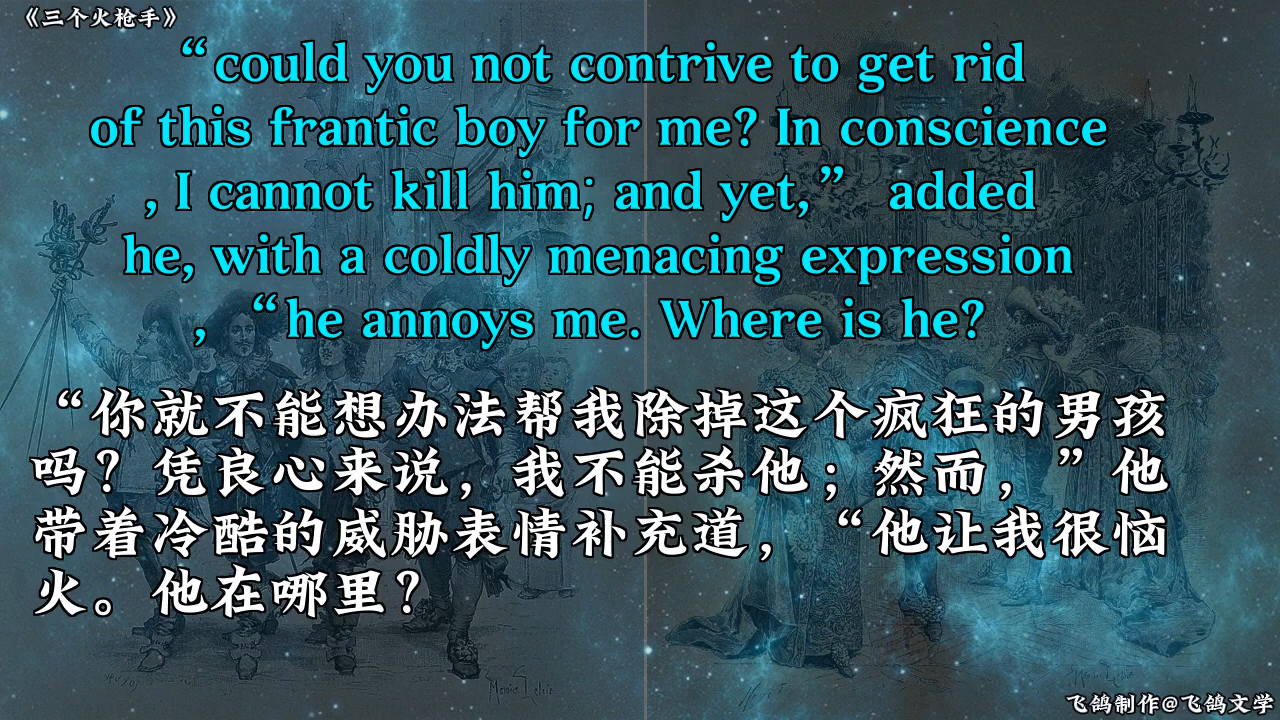 《三个火枪手》
“could you not contrive to get rid
of this frantic boy for me? In conscience
, I cannot kill him; and yet,” added
he, with a coldly menacing expression
, “he annoys me. Where is he?
“你就不能想办法帮我除掉这个疯狂的男孩
吗？凭良心来说，我不能杀他；然而，”他
带着冷酷的威胁表情补充道，“他让我很恼
火。他在哪里？
飞鸽制作@飞鸽文学